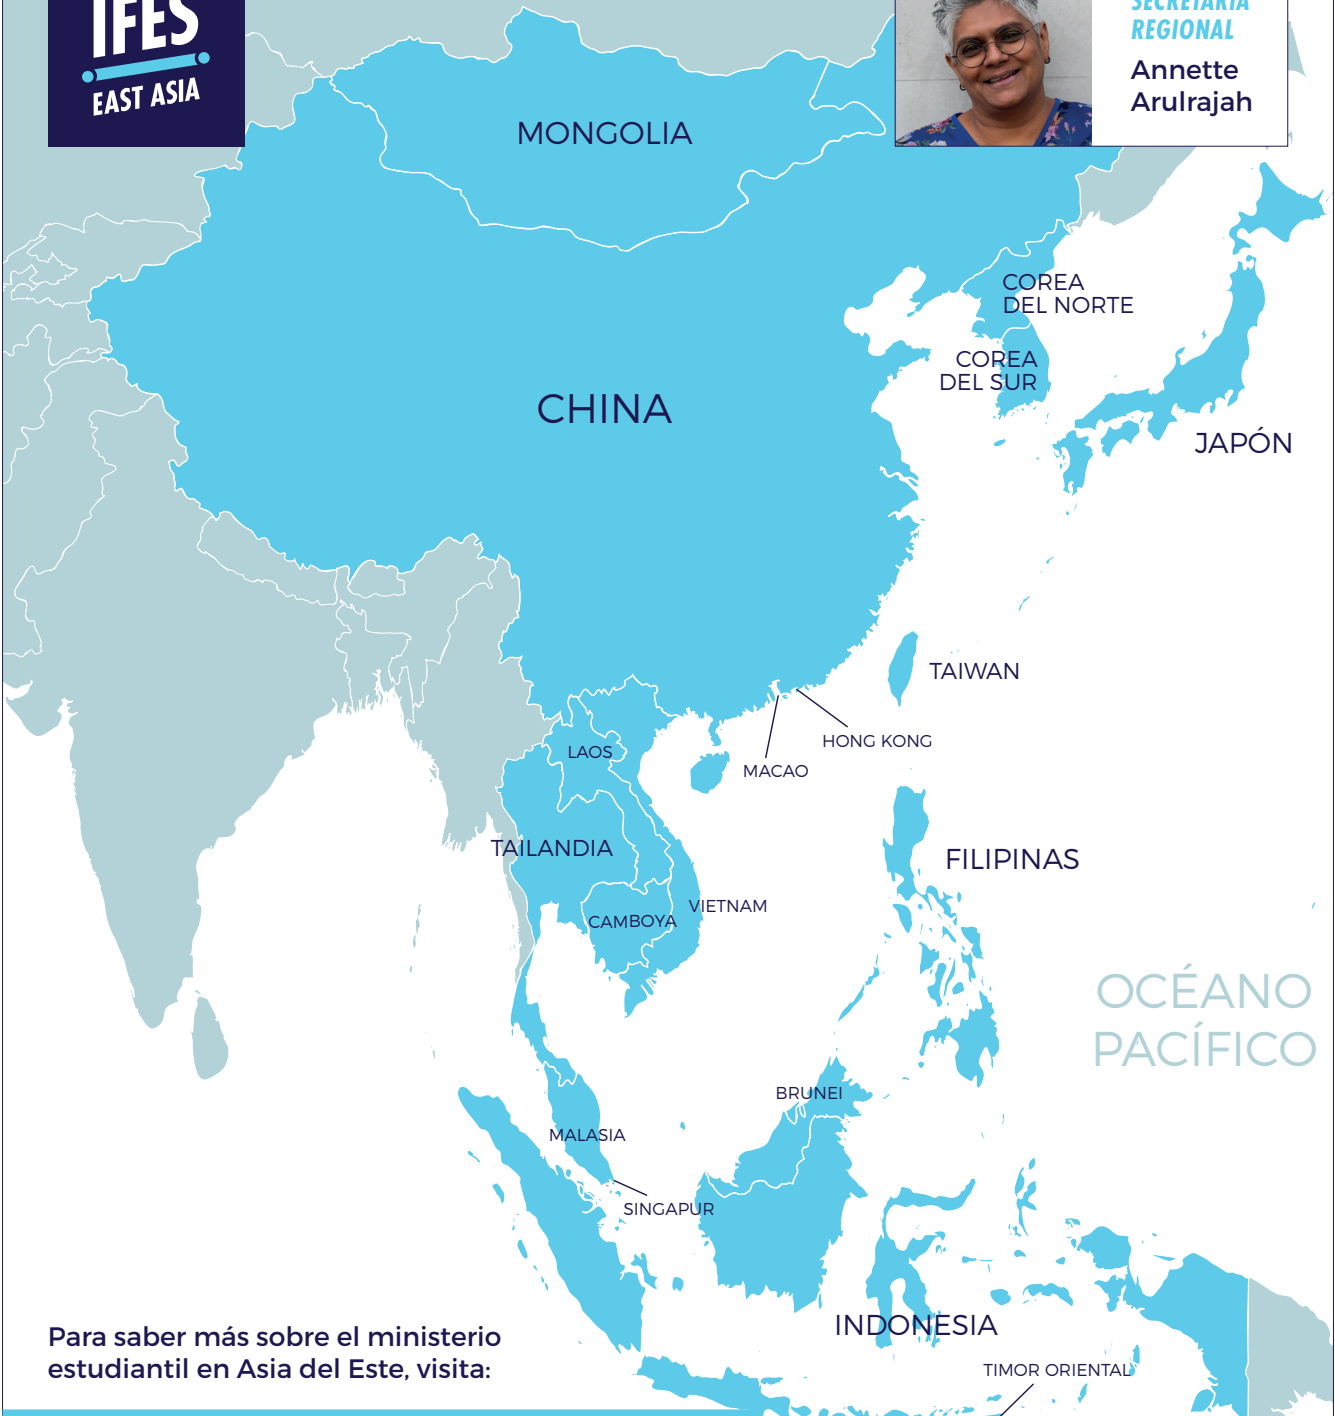 IFES
EAST ASIA
SECRETARIA
REGIONAL
Annette
Arulrajah
MONGOLIA
COREA
DEL NORTE
COREA
DEL SUR
CHINA
JAPÓN
TAIWAN
HONG KONG
LAOS
MACAO
TAILANDIA
FILIPINAS
VIETNAM
CAMBOYA
OCÉANO
PACÍFICO
BRUNEI
MALASIA
SINGAPUR
INDONESIA
TIMOR ORIENTAL
Para saber más sobre el ministerio
estudiantil en Asia del Este, visita: